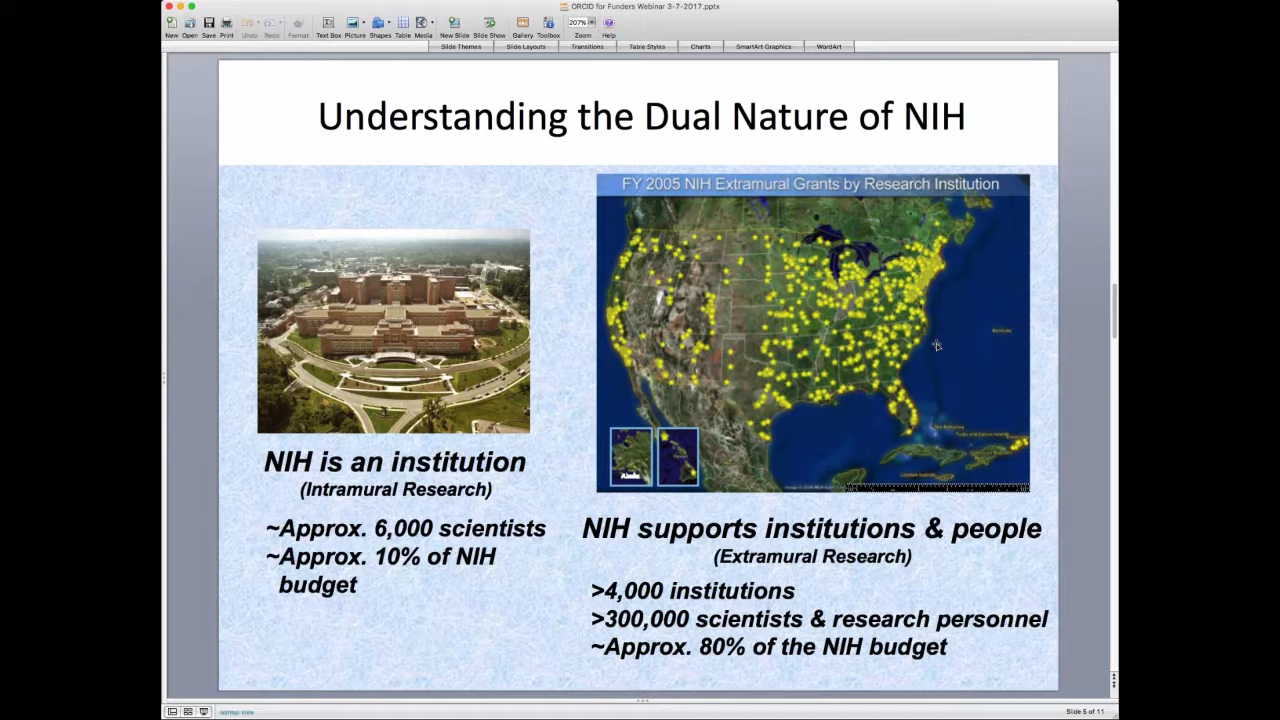 ORCID for Funders Webinar 3-7-2017.pptx
207%
New Open Save Print Undo Redo Format Text Box Picture Shapes Table Media New Slide Slide Show Gallery Toolbox Zoom Help
Slide Themes Slide Layouts Transitions Table Styles Charts SmartArt Graphics WordArt
Understanding the Dual Nature of NIH
FY 2005 NIH Extramural Grants by Research Institution
Alaska
NIH is an institution
(Intramural Research)
~Approx. 6,000 scientists
~Approx. 10% of NIH
budget
NIH supports institutions & people
(Extramural Research)
>4,000 institutions
>300,000 scientists & research personnel
~Approx. 80% of the NIH budget
Normal View
Slide 5 of 11